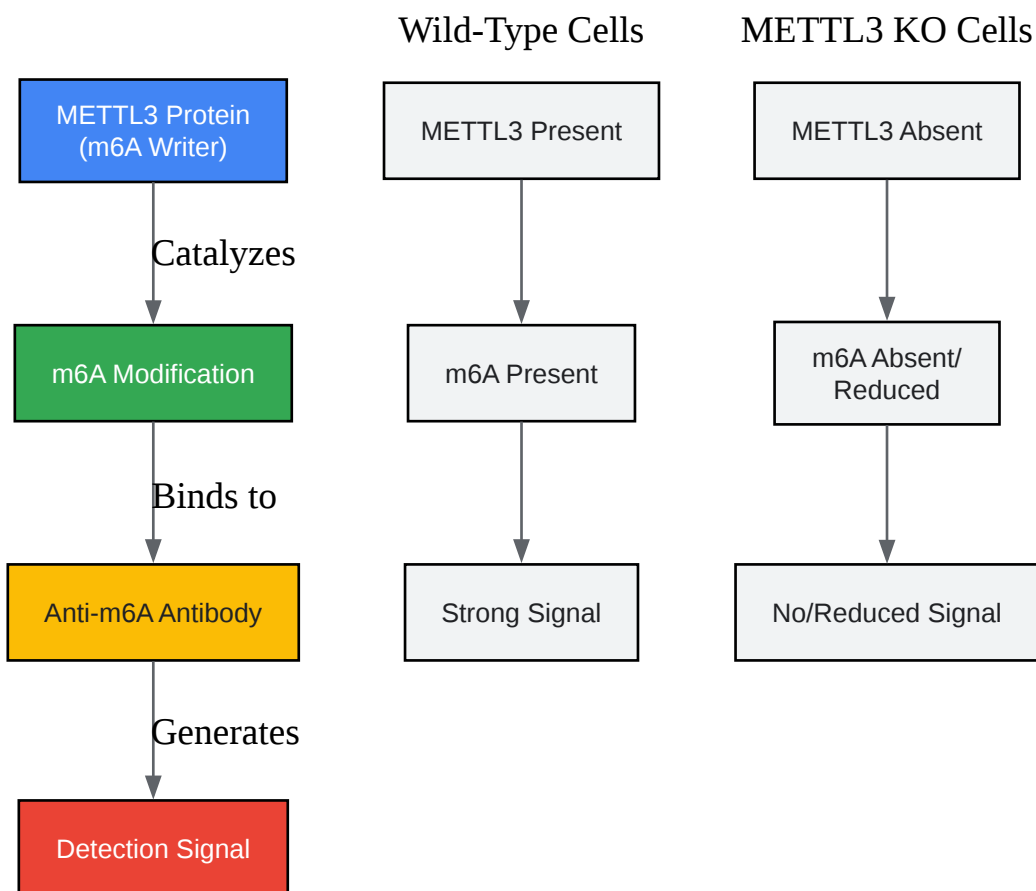 Wild-Type Cells
METTL3 KO Cells
METTL3 Protein
(m6A Writer)
METTL3 Present
METTL3 Absent
Catalyzes
m6A Modification
m6A Present
m6A Absent/
Reduced
Binds to
Anti-m6A Antibody
Strong Signal
No/Reduced Signal
Generates
Detection Signal